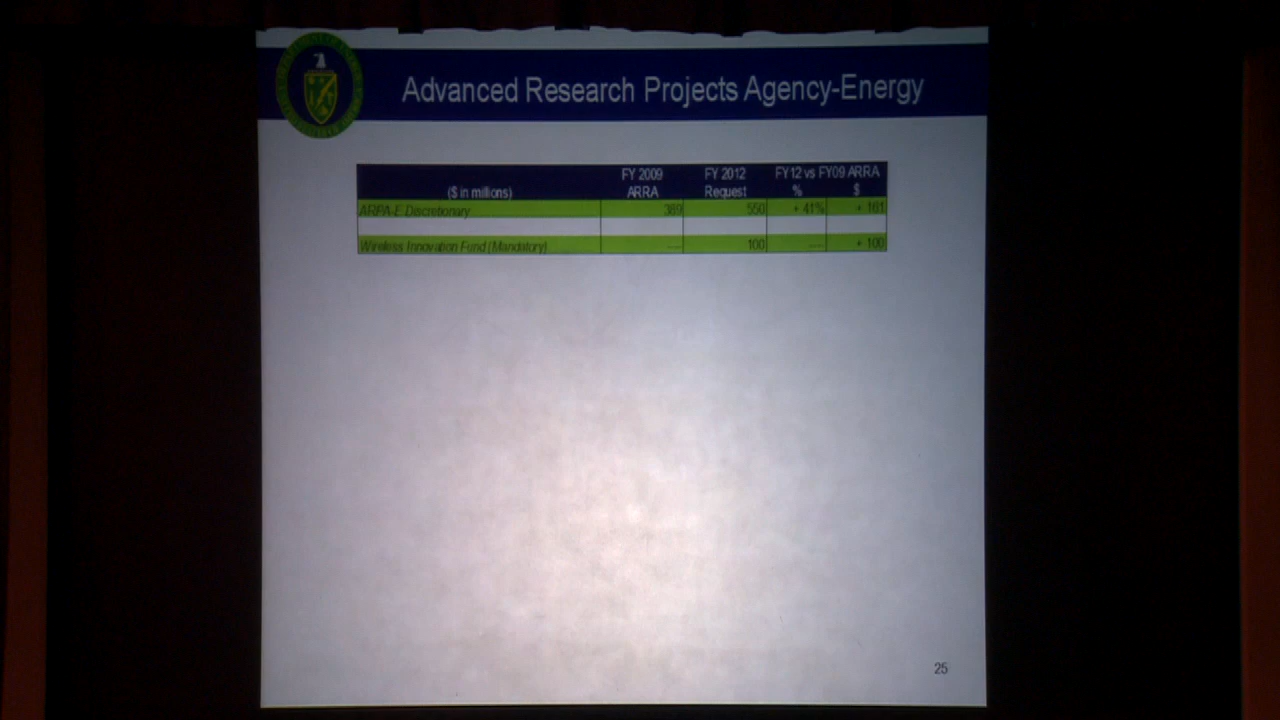 Advanced Research Projects Agency-Energy
($ in millions) FY 2009 ARRA FY 2012 Request FY12 vs FY09 ARRA % $
ARPA-E Discretionary 389 550 + 41% + 161
Wireless Innovation Fund (Mandatory) ---- 100 ---- + 100
25